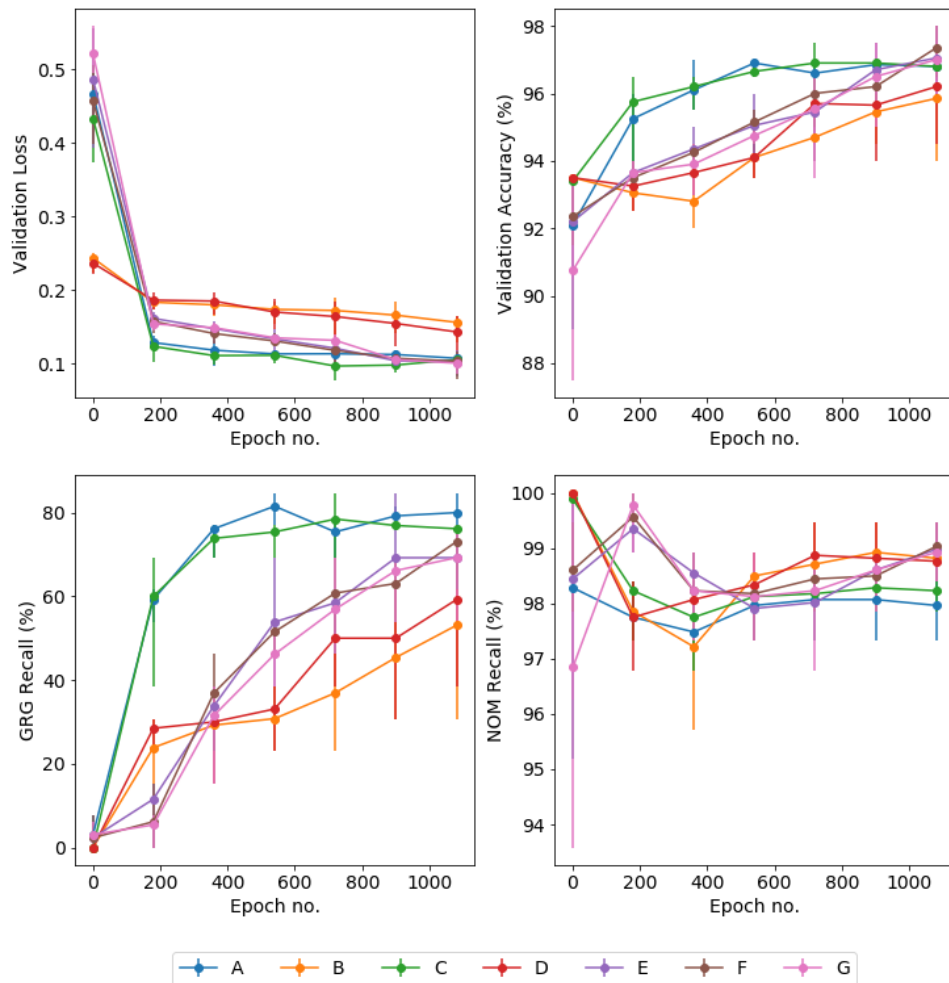 0.5
0.4
0.3
0.2
0.1
Validation Loss
0 200 400 600 800 1000
Epoch no.
98
96
94
92
90
88
Validation Accuracy (%)
0 200 400 600 800 1000
Epoch no.
80
60
40
20
0
GRG Recall (%)
0 200 400 600 800 1000
Epoch no.
100
99
98
97
96
95
94
NOM Recall (%)
0 200 400 600 800 1000
Epoch no.
A B C D E F G